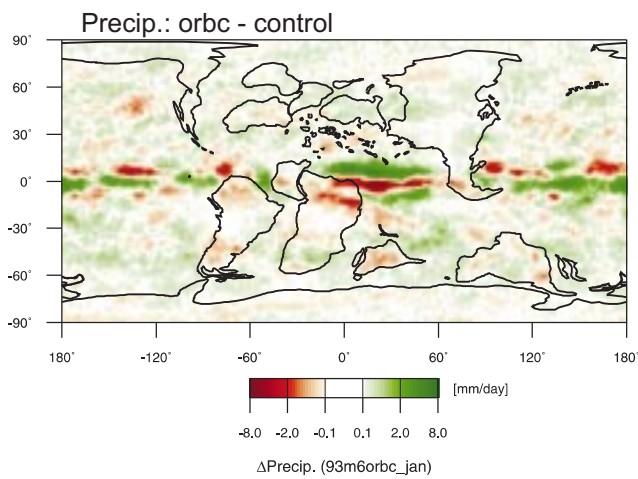 Precip.: orbc - control
90˚
60˚
30˚
0˚
-30˚
-60˚
-90˚
180˚ -120˚ -60˚ 0˚ 60˚ 120˚ 180˚
[mm/day]
-8.0 -2.0 -0.1 0.1 2.0 8.0
ΔPrecip. (93m6orbc_jan)